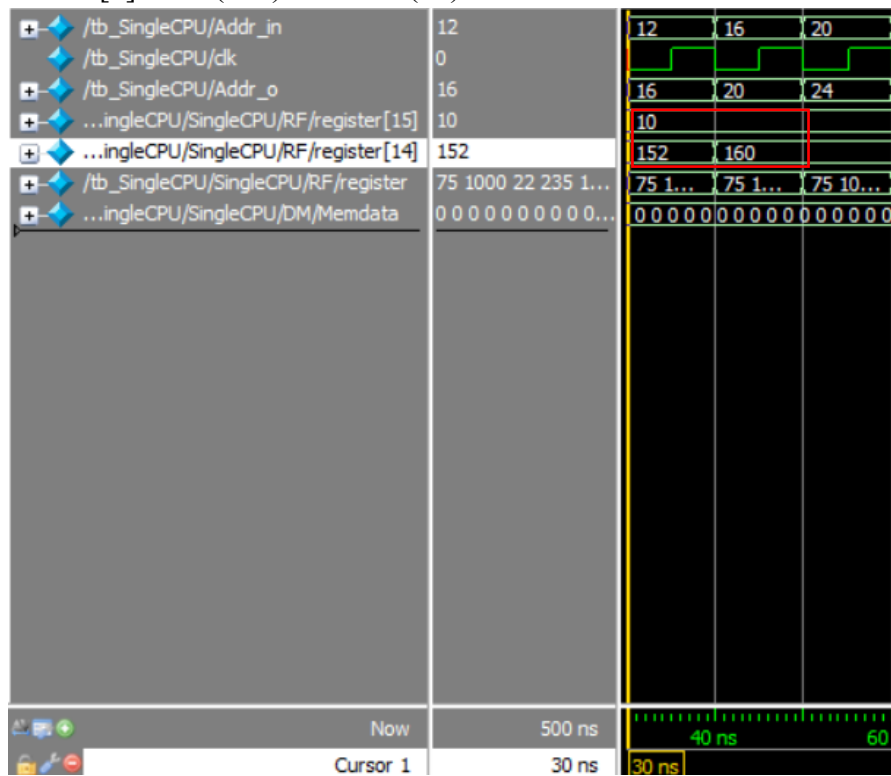 /tb_SingleCPU/Addr_in 12 12 16 20
/tb_SingleCPU/clk 0
/tb_SingleCPU/Addr_o 16 16 20 24
...ingleCPU/SingleCPU/RF/register[15] 10 10
...ingleCPU/SingleCPU/RF/register[14] 152 152 160
/tb_SingleCPU/SingleCPU/RF/register 75 1000 22 235 1... 75 1... 75 1... 75 10...
...ingleCPU/SingleCPU/DM/Memdata 0 0 0 0 0 0 0 0 0 0 0... 0 0 0 0 0 0 0 0 0 0 0 0 0 0 0 0 0
Now 500 ns 40 ns 60
Cursor 1 30 ns 30 ns